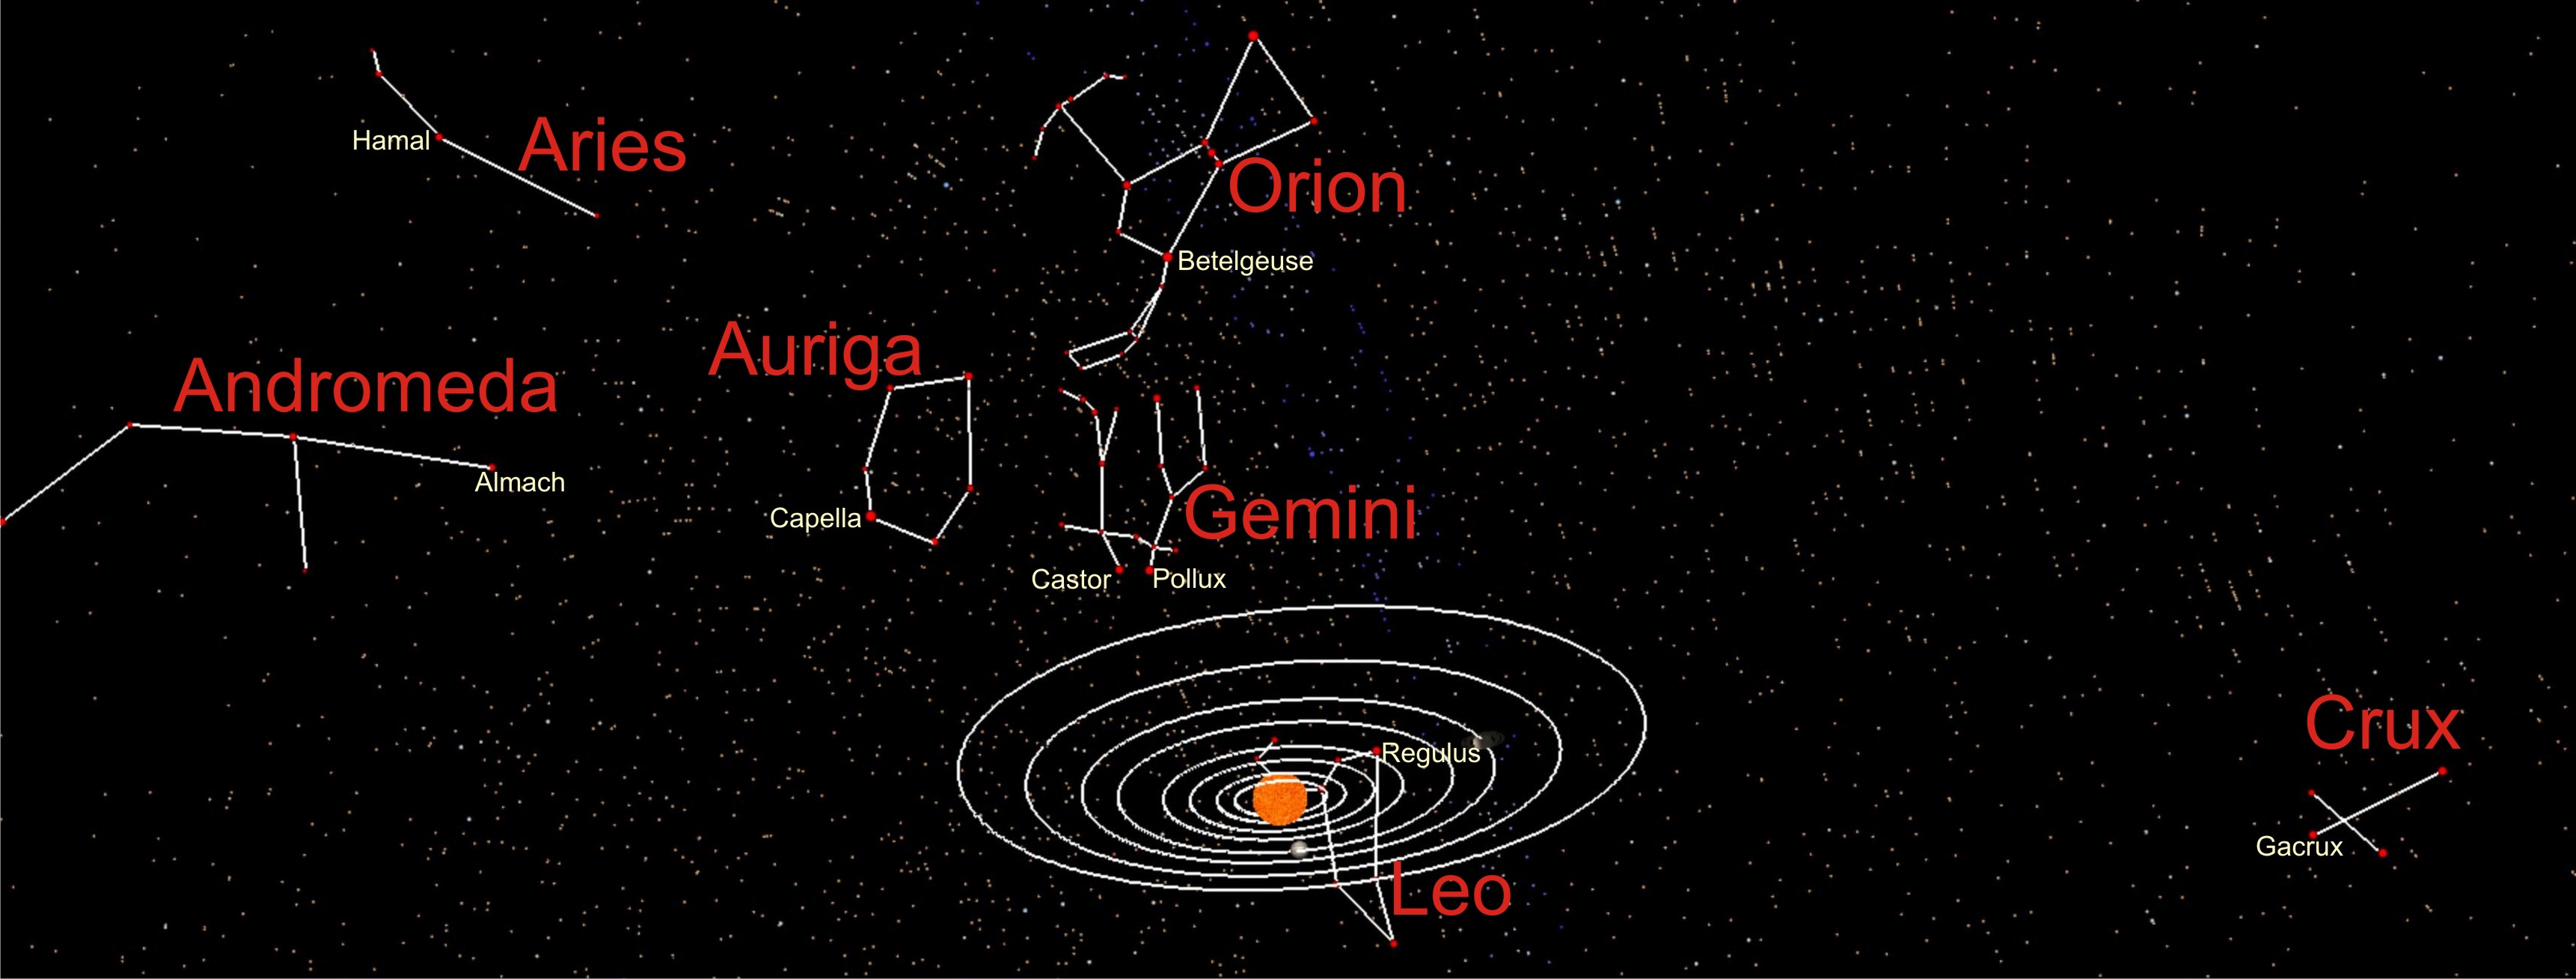 Hamal
Aries
Orion
Betelgeuse
Auriga
Andromeda
Almach
Capella
Gemini
Castor
Pollux
Crux
Regulus
Gacrux
Leo